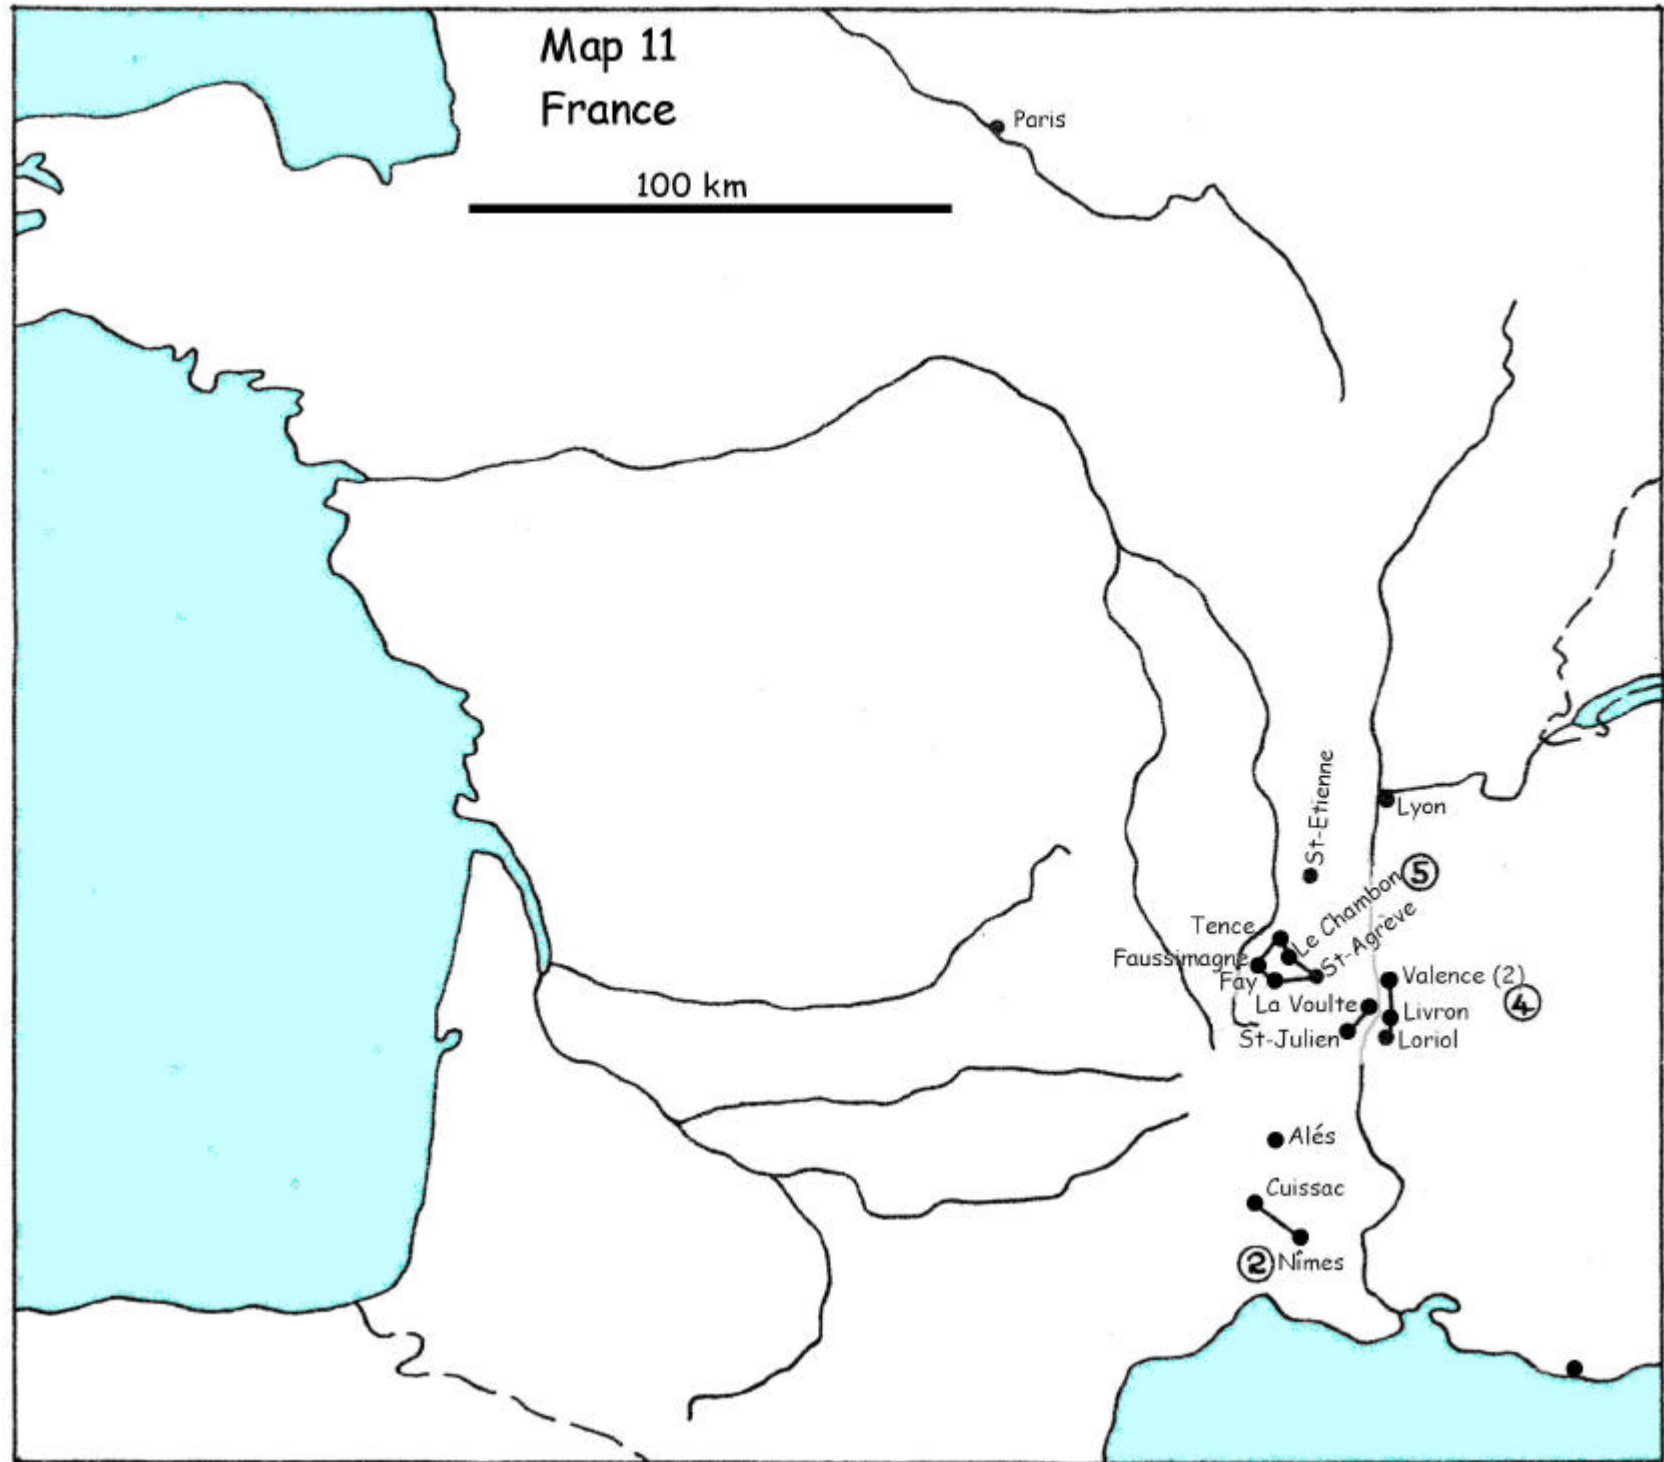 Map 11
France
100 km
Paris
St-Etienne
Lyon
5
Le Chambon
St-Agrève
Tence
Faussimagne
Fay
Valence (2)
4
La Voulte
Livron
St-Julien
Loriol
Alés
Cuissac
2
Nîmes